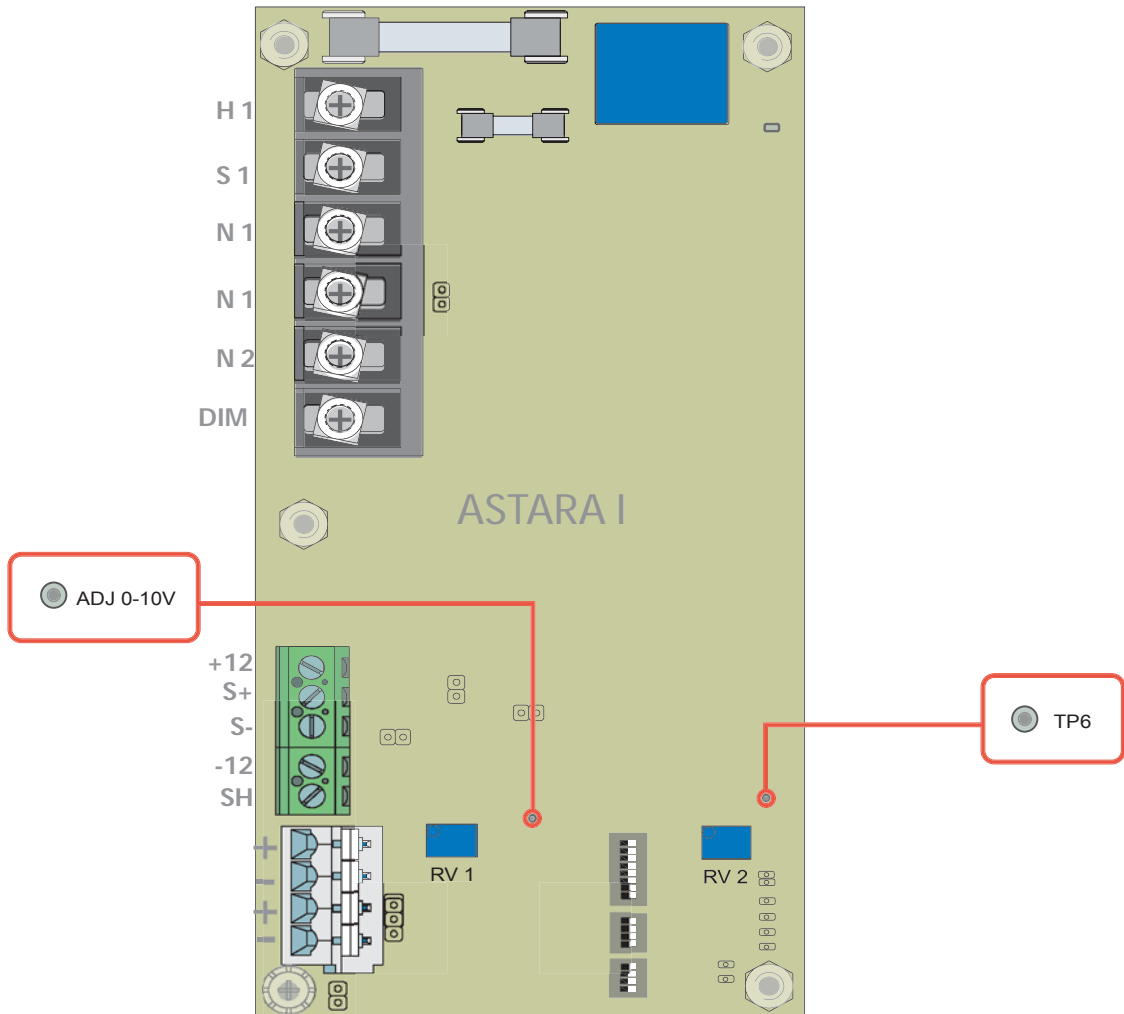 H 1
S 1
N 1
N 1
N 2
DIM
ASTARA I
ADJ 0-10V
+12
S+
S-
-12
SH
TP6
+
-
+
-
RV 1
RV 2